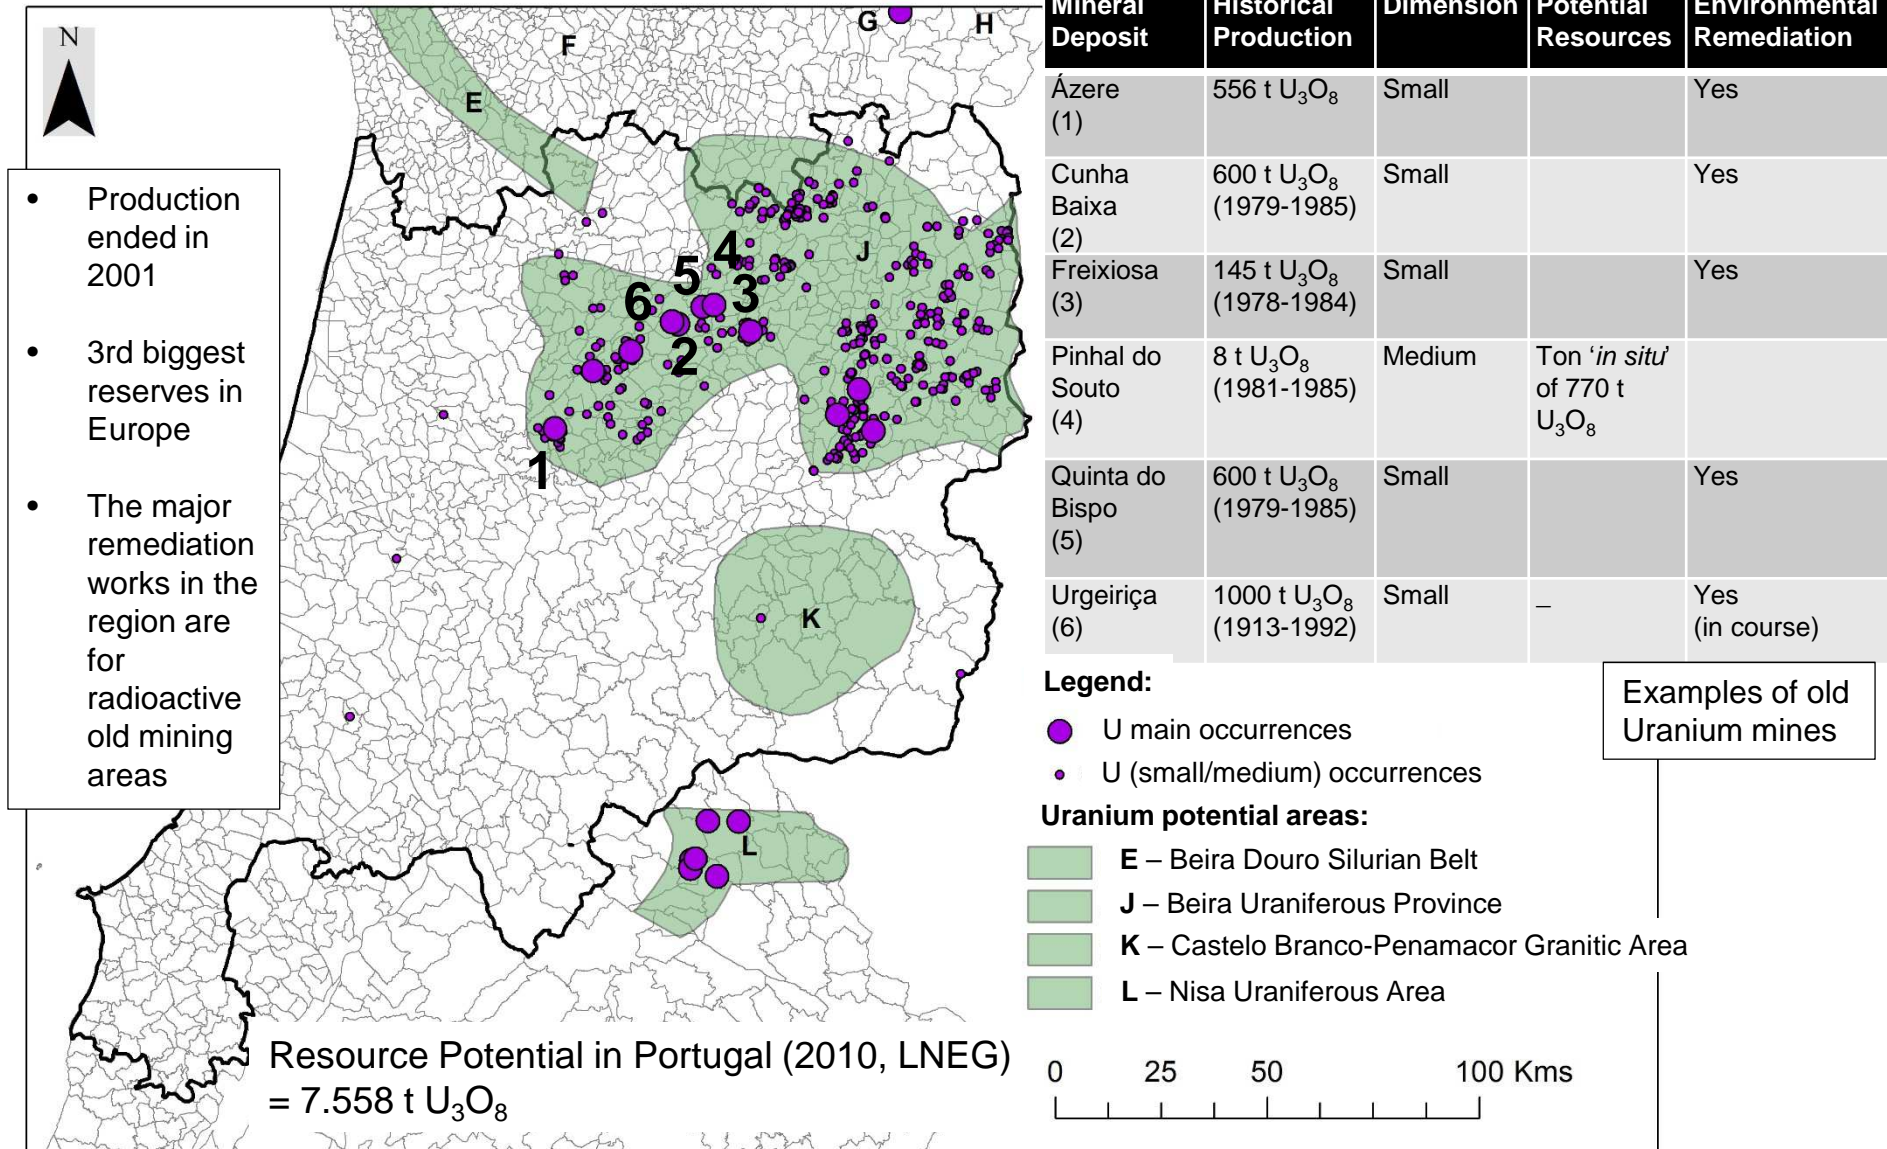 N
E
F
G
H
J
K
L
1
2
3
4
5
6
• Production
ended in
2001
• 3rd biggest
reserves in
Europe
• The major
remediation
works in the
region are
for
radioactive
old mining
areas
Mineral Deposit | Historical Production | Dimension | Potential Resources | Environmental Remediation
Ázere (1) | 556 t U₃O₈ | Small | | Yes
Cunha Baixa (2) | 600 t U₃O₈ (1979-1985) | Small | | Yes
Freixiosa (3) | 145 t U₃O₈ (1978-1984) | Small | | Yes
Pinhal do Souto (4) | 8 t U₃O₈ (1981-1985) | Medium | Ton ‘in situ’ of 770 t U₃O₈ |
Quinta do Bispo (5) | 600 t U₃O₈ (1979-1985) | Small | | Yes
Urgeiriça (6) | 1000 t U₃O₈ (1913-1992) | Small | _ | Yes (in course)
Examples of old
Uranium mines
Legend:
U main occurrences
U (small/medium) occurrences
Uranium potential areas:
E – Beira Douro Silurian Belt
J – Beira Uraniferous Province
K – Castelo Branco-Penamacor Granitic Area
L – Nisa Uraniferous Area
Resource Potential in Portugal (2010, LNEG)
= 7.558 t U₃O₈
0 25 50 100 Kms